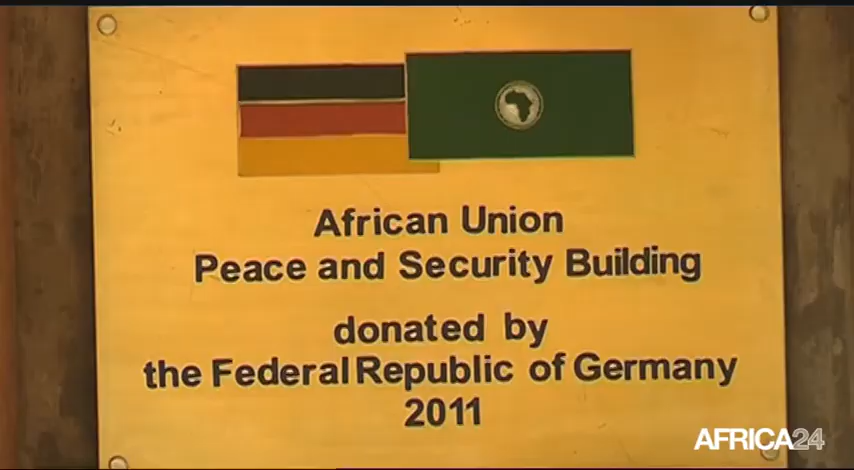 African Union
Peace and Security Building
donated by
the Federal Republic of Germany
2011
AFRICA24